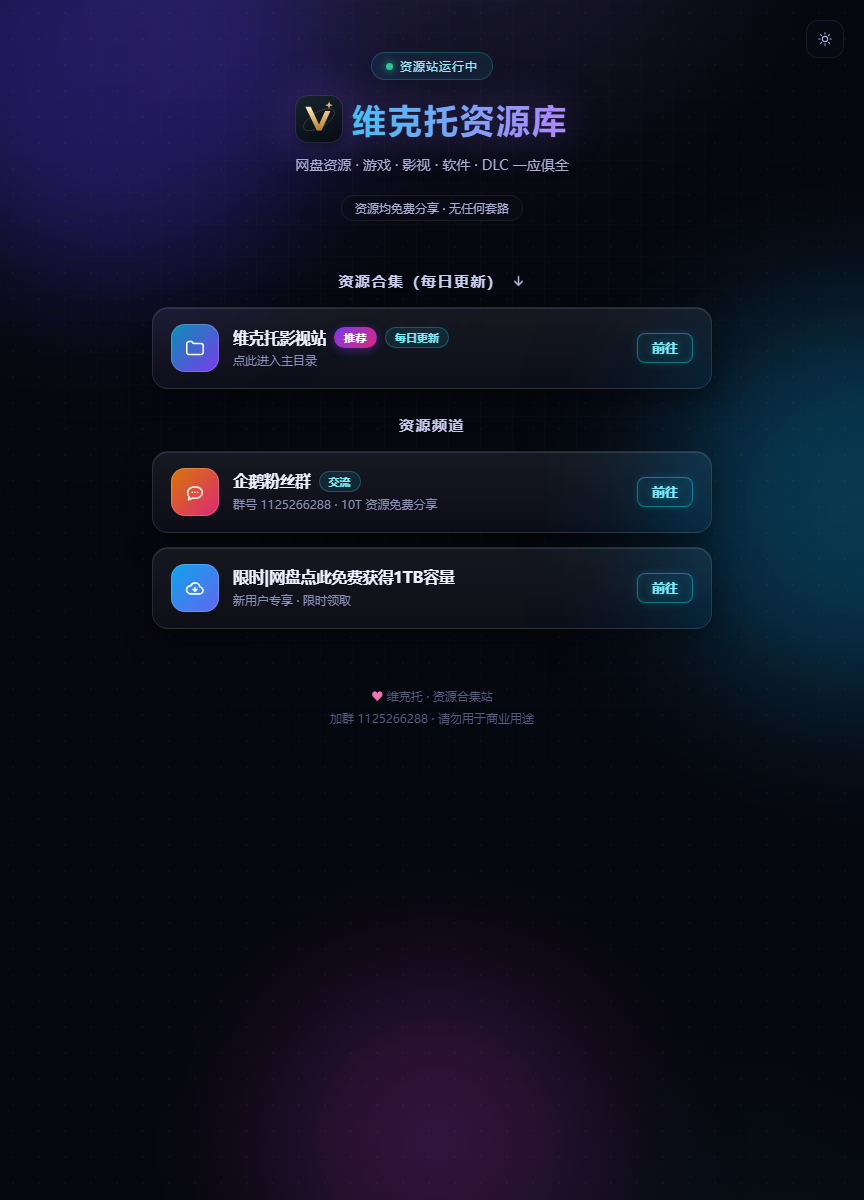 资源站运行中
维克托资源库
网盘资源 · 游戏 · 影视 · 软件 · DLC 一应俱全
资源均免费分享 · 无任何套路
资源合集（每日更新） ↓
维克托影视站 推荐 每日更新
点此进入主目录
前往
资源频道
企鹅粉丝群 交流
群号 1125266288 · 10T 资源免费分享
前往
限时|网盘点此免费获得1TB容量
新用户专享 · 限时领取
前往
♥ 维克托 · 资源合集站
加群 1125266288 · 请勿用于商业用途